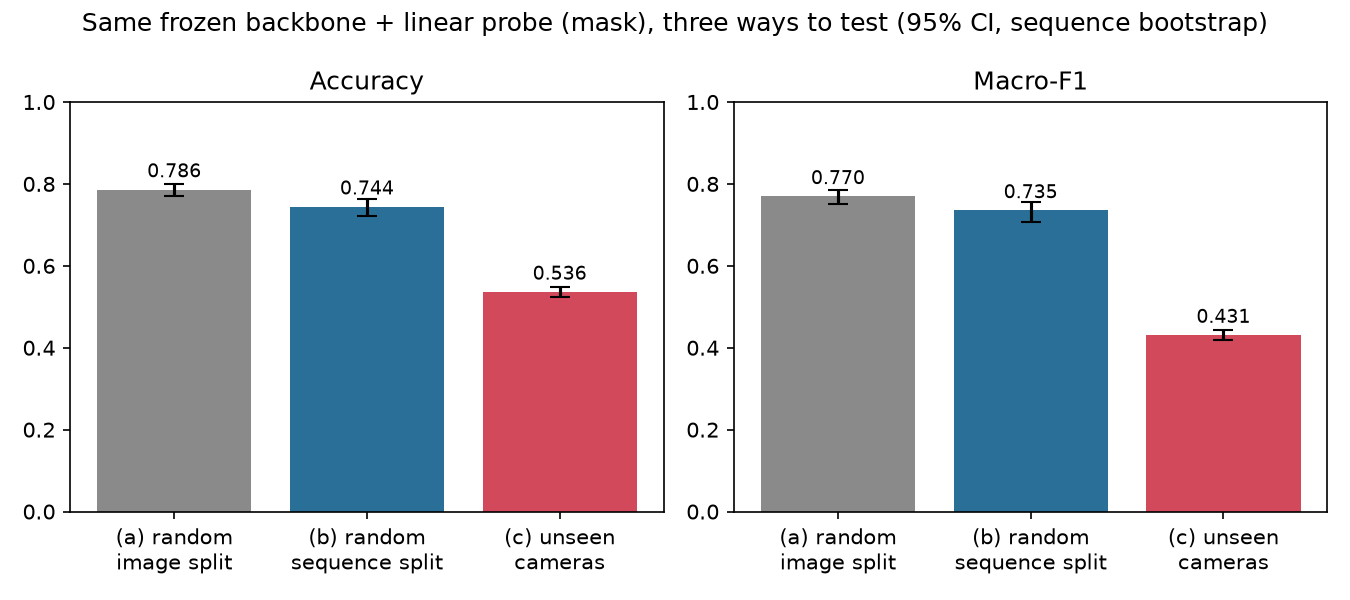 Same frozen backbone + linear probe (mask), three ways to test (95% CI, sequence bootstrap)
Accuracy
1.0
0.8
0.6
0.4
0.2
0.0
0.786
0.744
0.536
(a) random
image split
(b) random
sequence split
(c) unseen
cameras
Macro-F1
1.0
0.8
0.6
0.4
0.2
0.0
0.770
0.735
0.431
(a) random
image split
(b) random
sequence split
(c) unseen
cameras